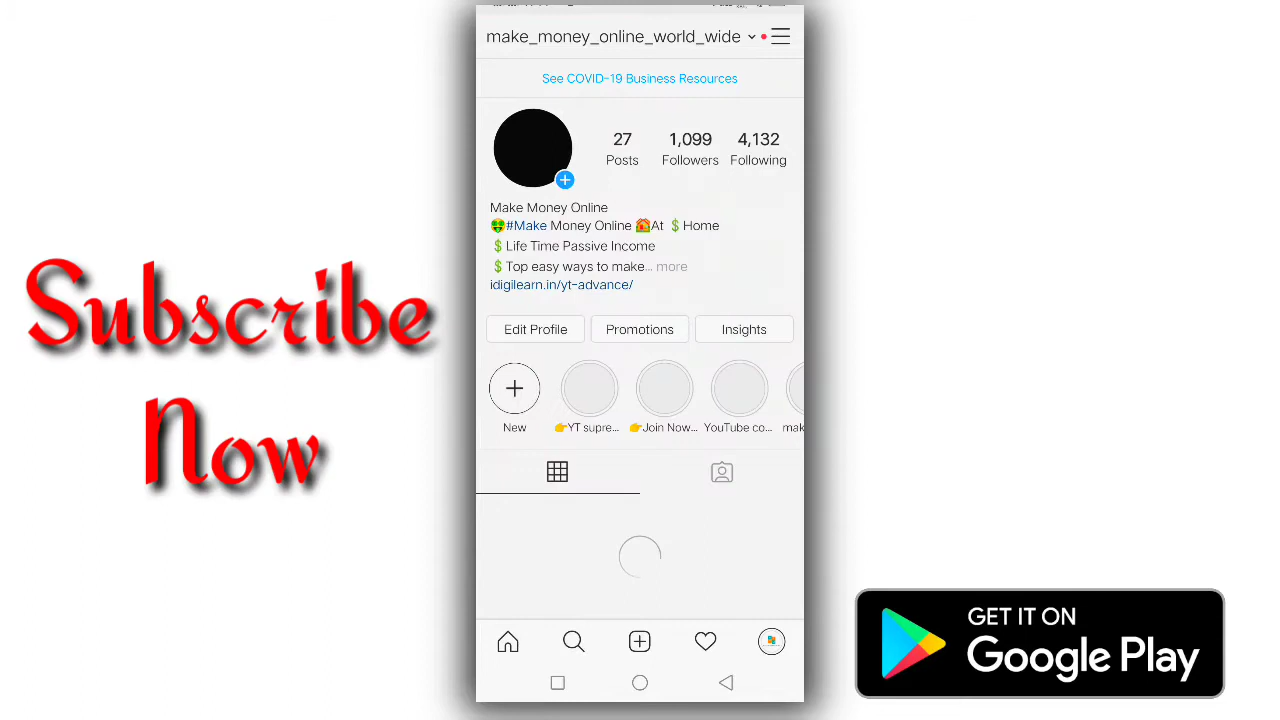 make_money_online_world_wide
See COVID-19 Business Resources
27 1,099 4,132
Posts Followers Following
Make Money Online
🤑#Make Money Online 🏠At 💲Home
💲Life Time Passive Income
💲Top easy ways to make... more
idigilearn.in/yt-advance/
Edit Profile Promotions Insights
New 👉YT supre... 👉Join Now... YouTube co... mak
Subscribe
Now
GET IT ON
Google Play